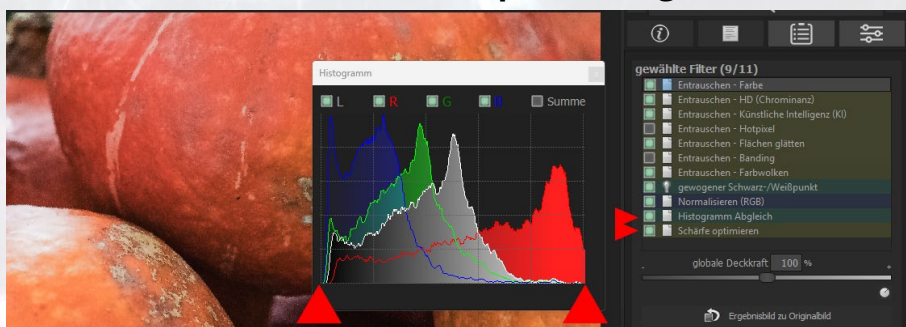 Histogramm
L R G B Summe
gewählte Filter (9/11)
Entrauschen - Farbe
Entrauschen - HD (Chrominanz)
Entrauschen - Künstliche Intelligenz (KI)
Entrauschen - Hotpixel
Entrauschen - Flächen glätten
Entrauschen - Banding
Entrauschen - Farbwolken
gewogener Schwarz-/Weißpunkt
Normalisieren (RGB)
Histogramm Abgleich
Schärfe optimieren
globale Deckkraft 100 %
Ergebnisbild zu Originalbild